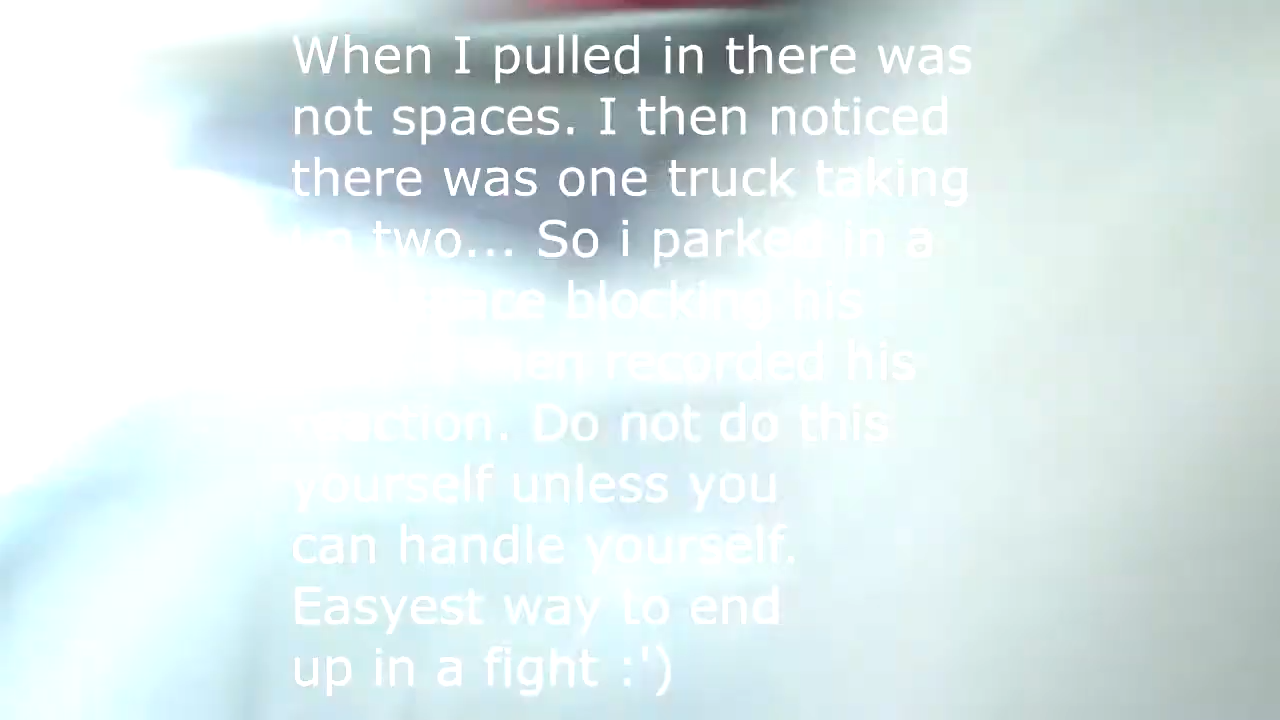 When I pulled in there was
not spaces. I then noticed
there was one truck taking
up two... So i parked in a
space blocking his
then recorded his
reaction. Do not do this
yourself unless you
can handle yourself.
Easyest way to end
up in a fight :')